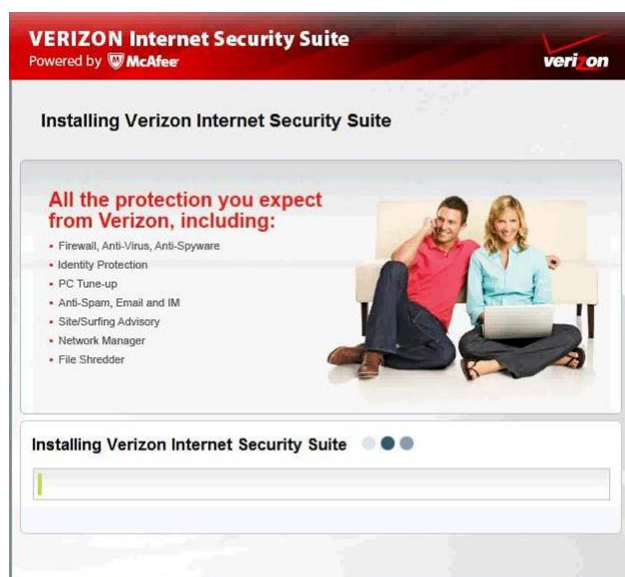 VERIZON Internet Security Suite
Powered by McAfee
verizon
Installing Verizon Internet Security Suite
All the protection you expect
from Verizon, including:
• Firewall, Anti-Virus, Anti-Spyware
• Identity Protection
• PC Tune-up
• Anti-Spam, Email and IM
• Site/Surfing Advisory
• Network Manager
• File Shredder
Installing Verizon Internet Security Suite